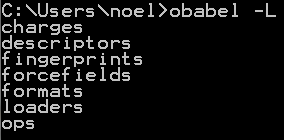 C:\Users\noel>obabel -L
charges
descriptors
fingerprints
forcefields
formats
loaders
ops